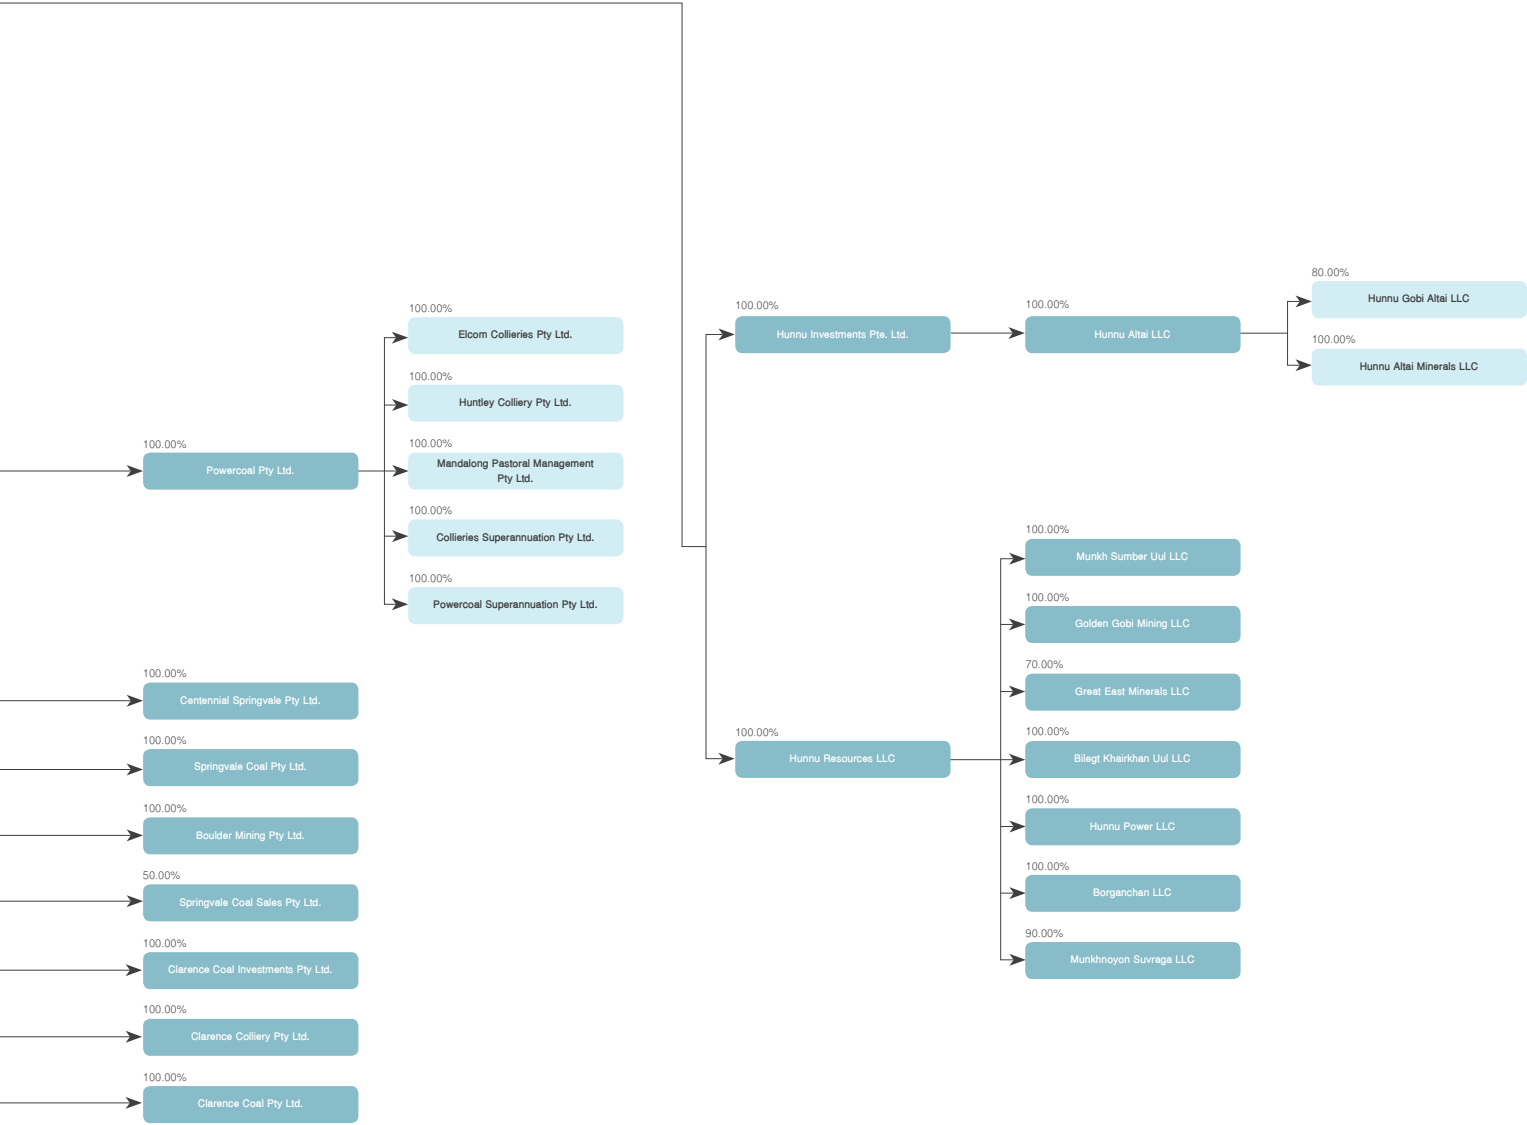 100.00%
Elcom Collieries Pty Ltd.
100.00%
Huntley Colliery Pty Ltd.
100.00%
Powercoal Pty Ltd.
100.00%
Mandalong Pastoral Management
Pty Ltd.
100.00%
Collieries Superannuation Pty Ltd.
100.00%
Powercoal Superannuation Pty Ltd.
100.00%
Centennial Springvale Pty Ltd.
100.00%
Springvale Coal Pty Ltd.
100.00%
Boulder Mining Pty Ltd.
50.00%
Springvale Coal Sales Pty Ltd.
100.00%
Clarence Coal Investments Pty Ltd.
100.00%
Clarence Colliery Pty Ltd.
100.00%
Clarence Coal Pty Ltd.
100.00%
Hunnu Investments Pte. Ltd.
100.00%
Hunnu Altai LLC
80.00%
Hunnu Gobi Altai LLC
100.00%
Hunnu Altai Minerals LLC
100.00%
Hunnu Resources LLC
100.00%
Munkh Sumber Uul LLC
100.00%
Golden Gobi Mining LLC
70.00%
Great East Minerals LLC
100.00%
Bilegt Khairkhan Uul LLC
100.00%
Hunnu Power LLC
100.00%
Borganchan LLC
90.00%
Munkhnoyon Suvraga LLC